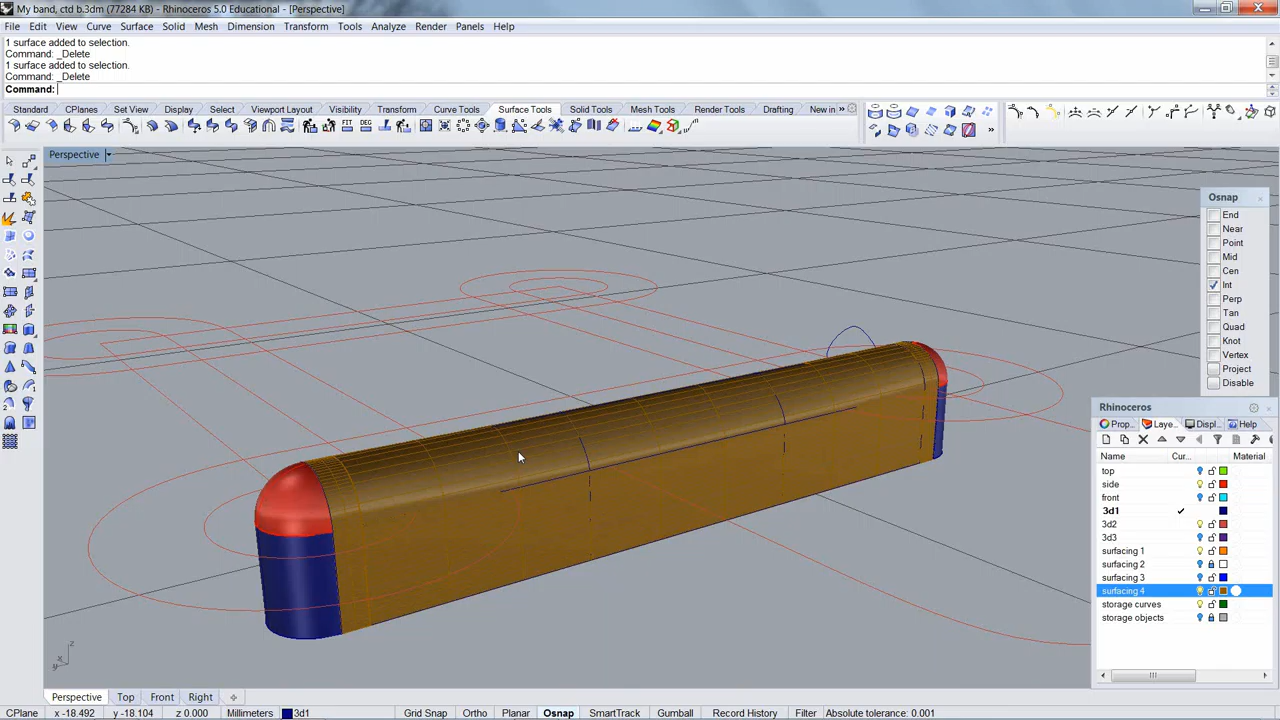 My band, ctd b.3dm (77284 KB) - Rhinoceros 5.0 Educational - [Perspective]
File Edit View Curve Surface Solid Mesh Dimension Transform Tools Analyze Render Panels Help
1 surface added to selection.
Command: _Delete
1 surface added to selection.
Command: _Delete
Command:
Standard CPlanes Set View Display Select Viewport Layout Visibility Transform Curve Tools Surface Tools Solid Tools Mesh Tools Render Tools Drafting New in »
FIT DEG
Perspective
Osnap
End
Near
Point
Mid
Cen
Int
Perp
Tan
Quad
Knot
Vertex
Project
Disable
Rhinoceros
Prop... Laye... Displ... Help
Name Cur... Material
top
side
front
3d1
3d2
3d3
surfacing 1
surfacing 2
surfacing 3
surfacing 4
storage curves
storage objects
z
x
y
Perspective Top Front Right
CPlane x -18.492 y -18.104 z 0.000 Millimeters 3d1 Grid Snap Ortho Planar Osnap SmartTrack Gumball Record History Filter Absolute tolerance: 0.001